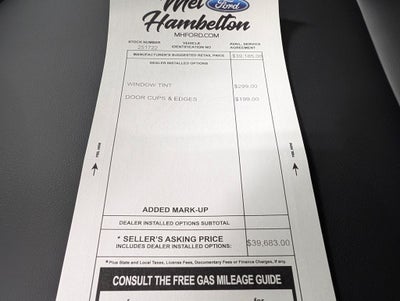 Mel
Ford
Hambelton
MHFORD.COM
STOCK NUMBER VEHICLE IDENTIFICATION NO AVAIL. SERVICE AGREEMENT
251722
MANUFACTURER'S SUGGESTED RETAIL PRICE $39,185.00
DEALER INSTALLED OPTIONS
WINDOW TINT $299.00
DOOR CUPS & EDGES $199.00
ADDED MARK-UP
DEALER INSTALLED OPTIONS SUBTOTAL
* SELLER'S ASKING PRICE
INCLUDES DEALER INSTALLED OPTIONS: $39,683.00
* Plus State and Local Taxes, License Fees, Documentary Fees or Finance Charges, if any.
CONSULT THE FREE GAS MILEAGE GUIDE